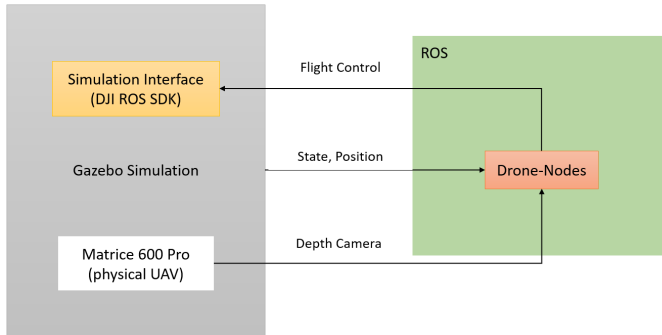 Simulation Interface
(DJI ROS SDK)
Gazebo Simulation
Matrice 600 Pro
(physical UAV)
Flight Control
State, Position
Depth Camera
ROS
Drone-Nodes